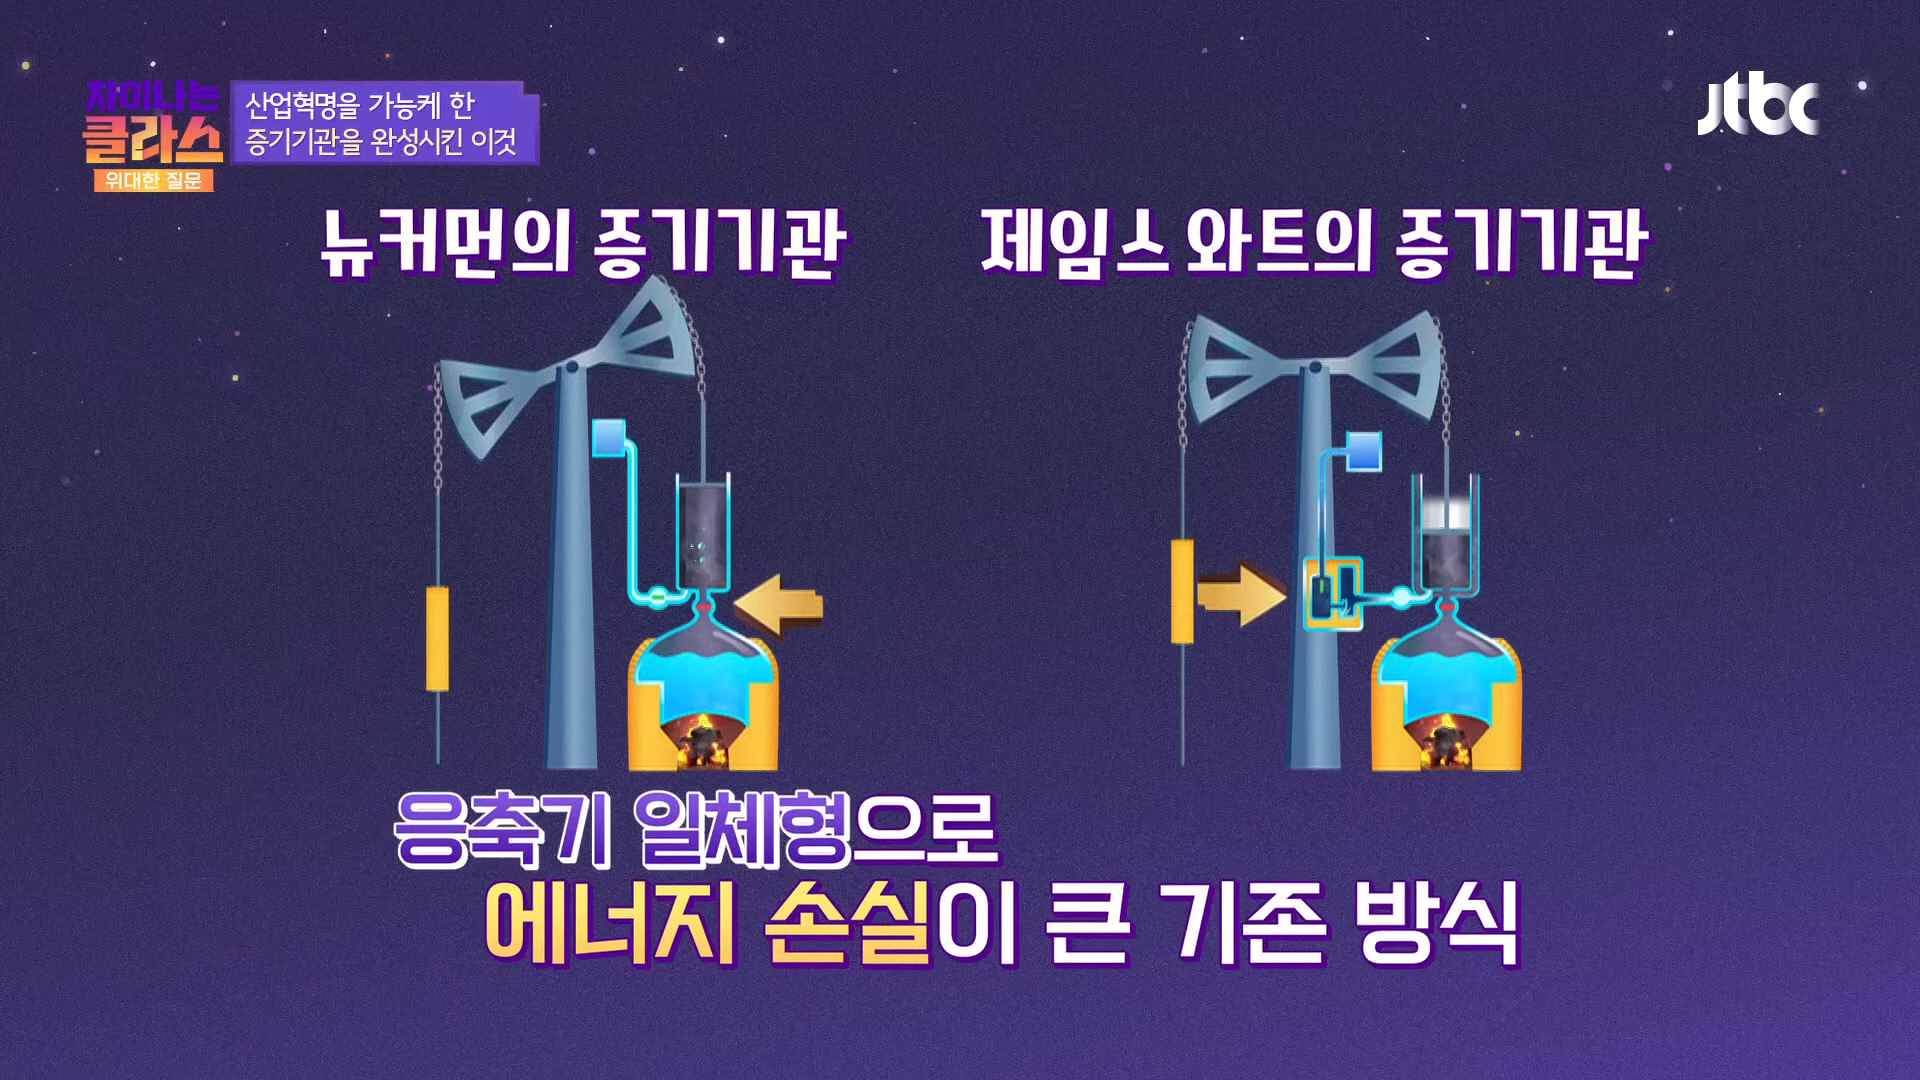 차이나는
클라스
위대한 질문
산업혁명을 가능케 한
증기기관을 완성시킨 이것
jtbc
뉴커먼의 증기기관
제임스 와트의 증기기관
응축기 일체형으로
에너지 손실이 큰 기존 방식